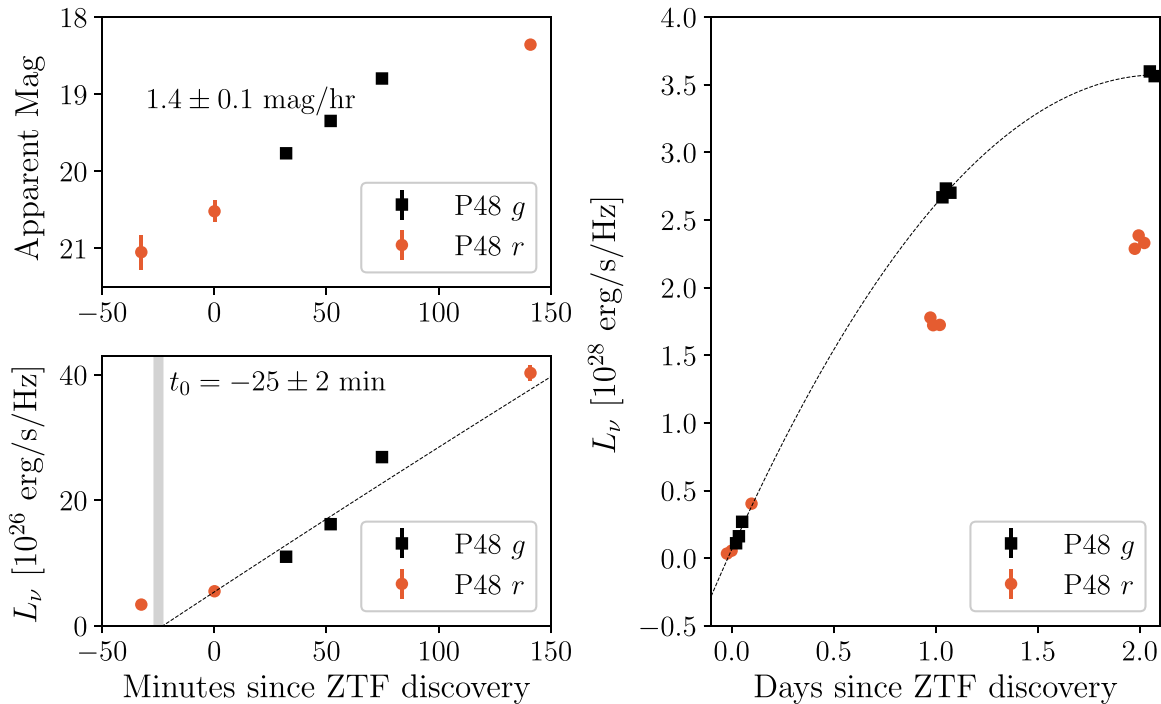 18
19
20
21
Apparent Mag
1.4 ± 0.1 mag/hr
P48 g
P48 r
−50 0 50 100 150
40
20
0
L_ν [10^26 erg/s/Hz]
t_0 = −25 ± 2 min
P48 g
P48 r
−50 0 50 100 150
Minutes since ZTF discovery
4.0
3.5
3.0
2.5
2.0
1.5
1.0
0.5
0.0
−0.5
L_ν [10^28 erg/s/Hz]
P48 g
P48 r
0.0 0.5 1.0 1.5 2.0
Days since ZTF discovery